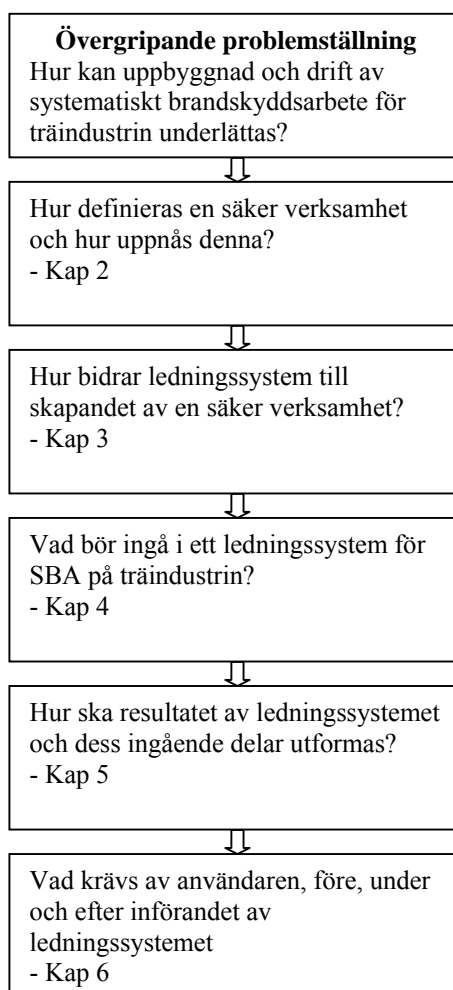 Övergripande problemställning
Hur kan uppbyggnad och drift av
systematiskt brandskyddsarbete för
träindustrin underlättas?
Hur definieras en säker verksamhet
och hur uppnås denna?
- Kap 2
Hur bidrar ledningssystem till
skapandet av en säker verksamhet?
- Kap 3
Vad bör ingå i ett ledningssystem för
SBA på träindustrin?
- Kap 4
Hur ska resultatet av ledningssystemet
och dess ingående delar utformas?
- Kap 5
Vad krävs av användaren, före, under
och efter införandet av
ledningssystemet
- Kap 6